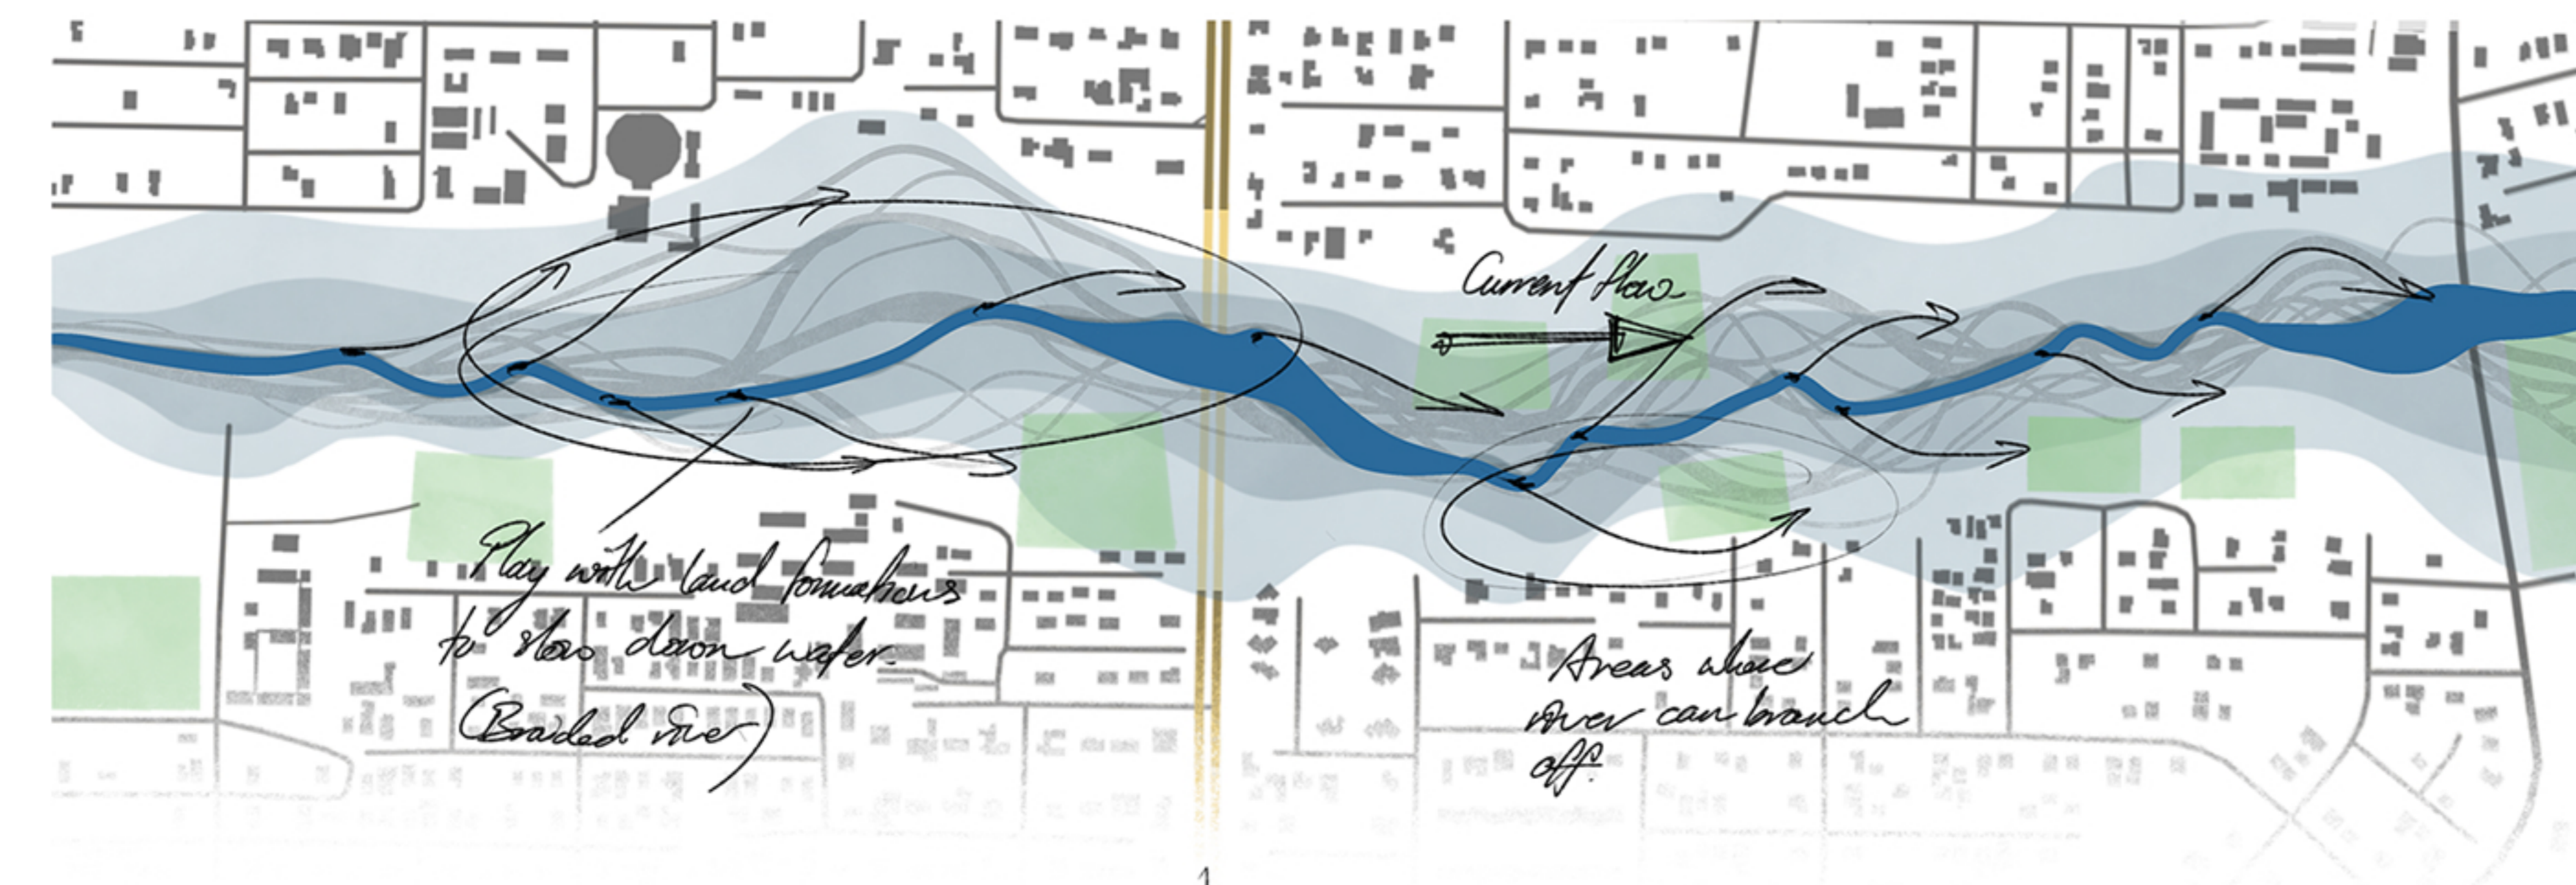 Current flow
Play with land formations
to slow down water.
(Braided river)
Areas where
river can branch
off.